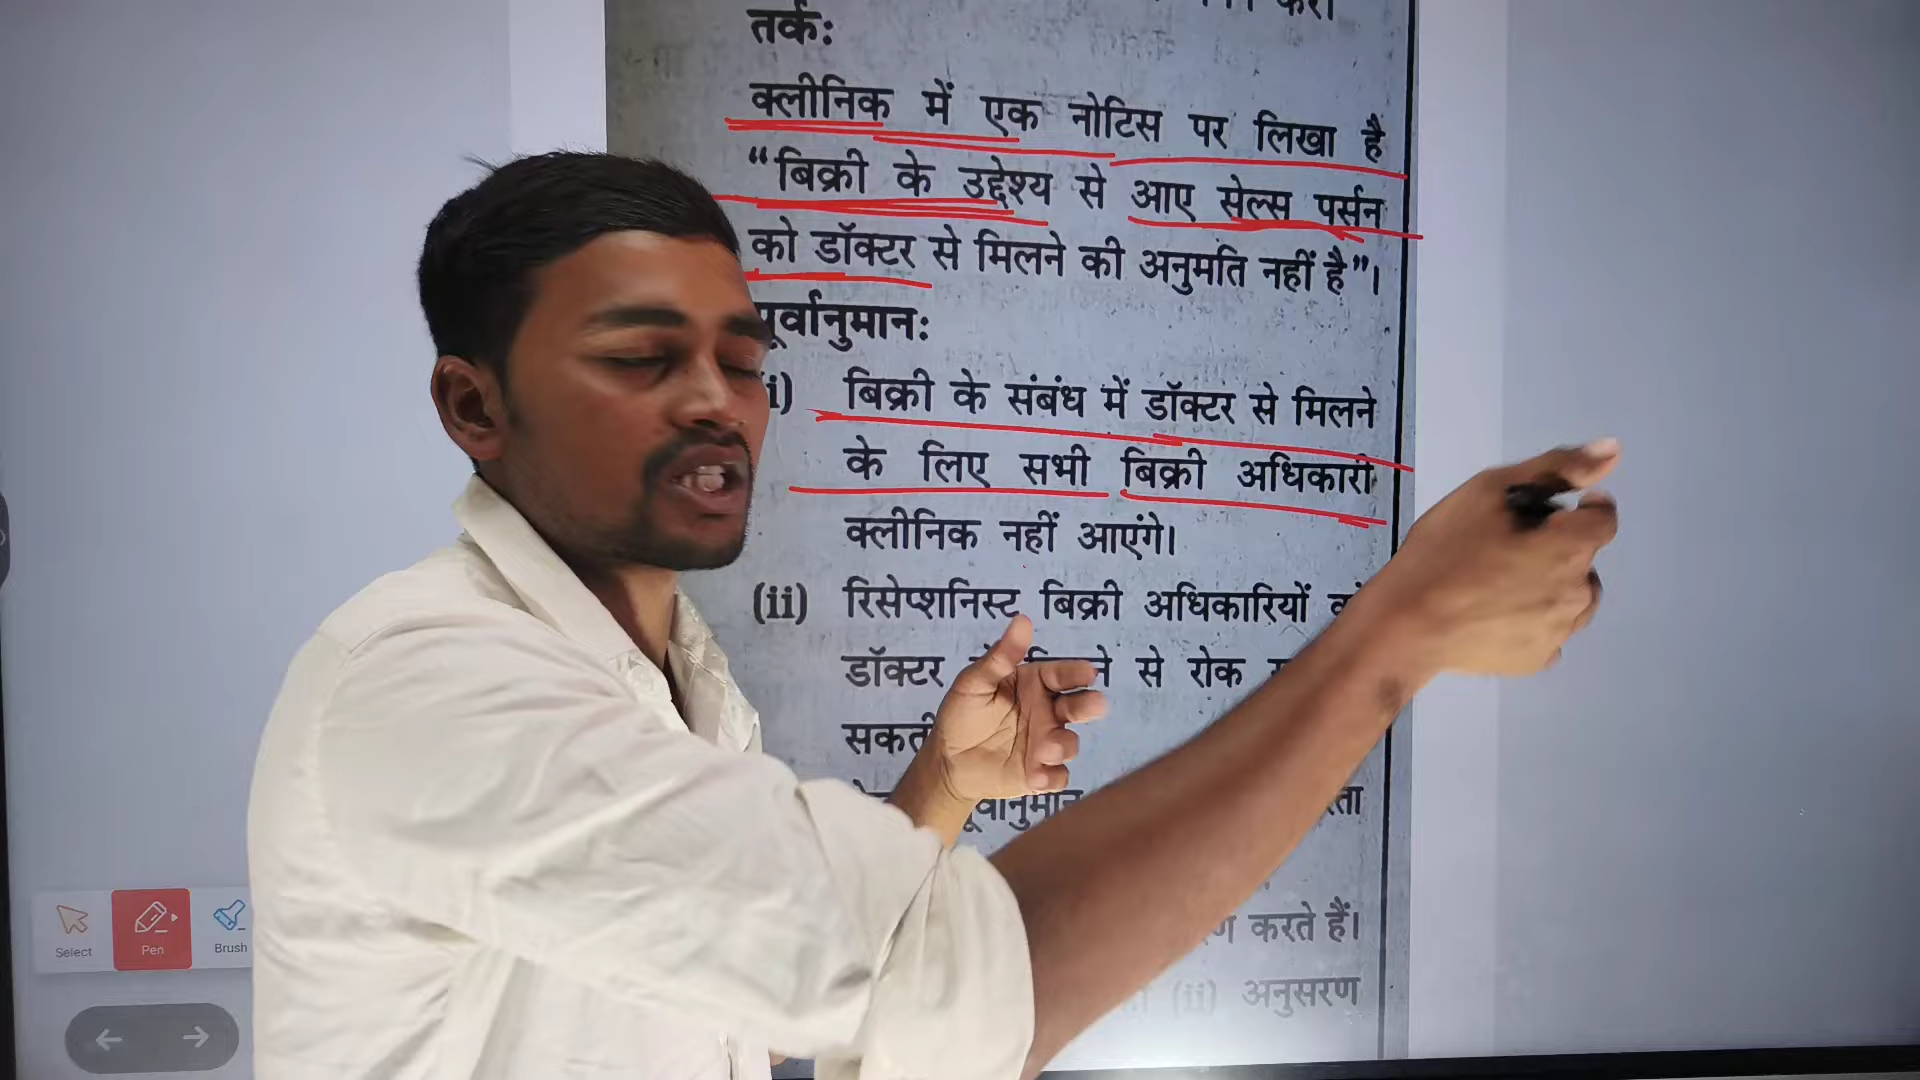 करा
तर्क:
क्लीनिक में एक नोटिस पर लिखा है
“बिक्री के उद्देश्य से आए सेल्स पर्सन
को डॉक्टर से मिलने की अनुमति नहीं है”।
पूर्वानुमान:
i) बिक्री के संबंध में डॉक्टर से मिलने
के लिए सभी बिक्री अधिकारी
क्लीनिक नहीं आएंगे।
(ii) रिसेप्शनिस्ट बिक्री अधिकारियों
डॉक्टर से रोक
करते हैं।
(ii) अनुसरण
Select
Pen
Brush